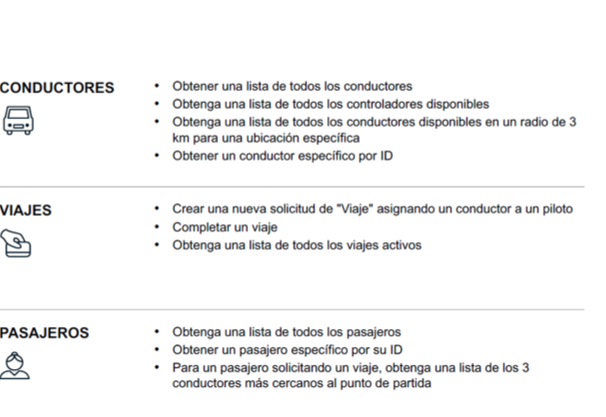 CONDUCTORES
• Obtener una lista de todos los conductores
• Obtenga una lista de todos los controladores disponibles
• Obtenga una lista de todos los conductores disponibles en un radio de 3
km para una ubicación específica
• Obtener un conductor específico por ID
VIAJES
• Crear una nueva solicitud de "Viaje" asignando un conductor a un piloto
• Completar un viaje
• Obtenga una lista de todos los viajes activos
PASAJEROS
• Obtenga una lista de todos los pasajeros
• Obtener un pasajero específico por su ID
• Para un pasajero solicitando un viaje, obtenga una lista de los 3
conductores más cercanos al punto de partida